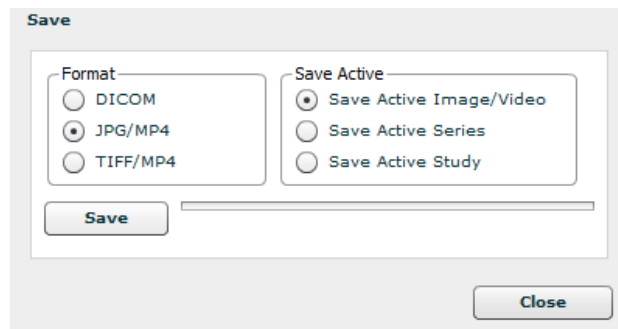 Save
Format
DICOM
JPG/MP4
TIFF/MP4
Save Active
Save Active Image/Video
Save Active Series
Save Active Study
Save
Close